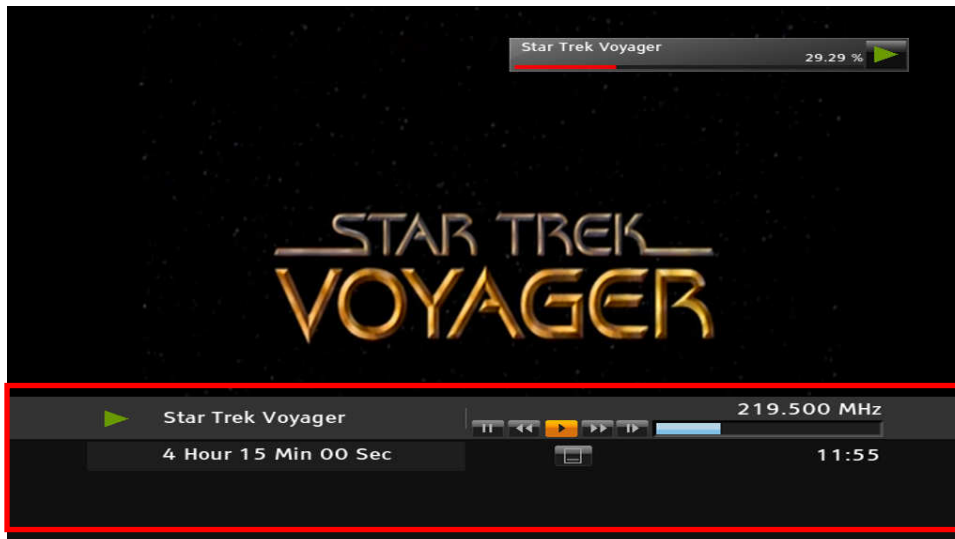 Star Trek Voyager
29.29 %
STAR TREK
VOYAGER
Star Trek Voyager
219.500 MHz
4 Hour 15 Min 00 Sec
11:55